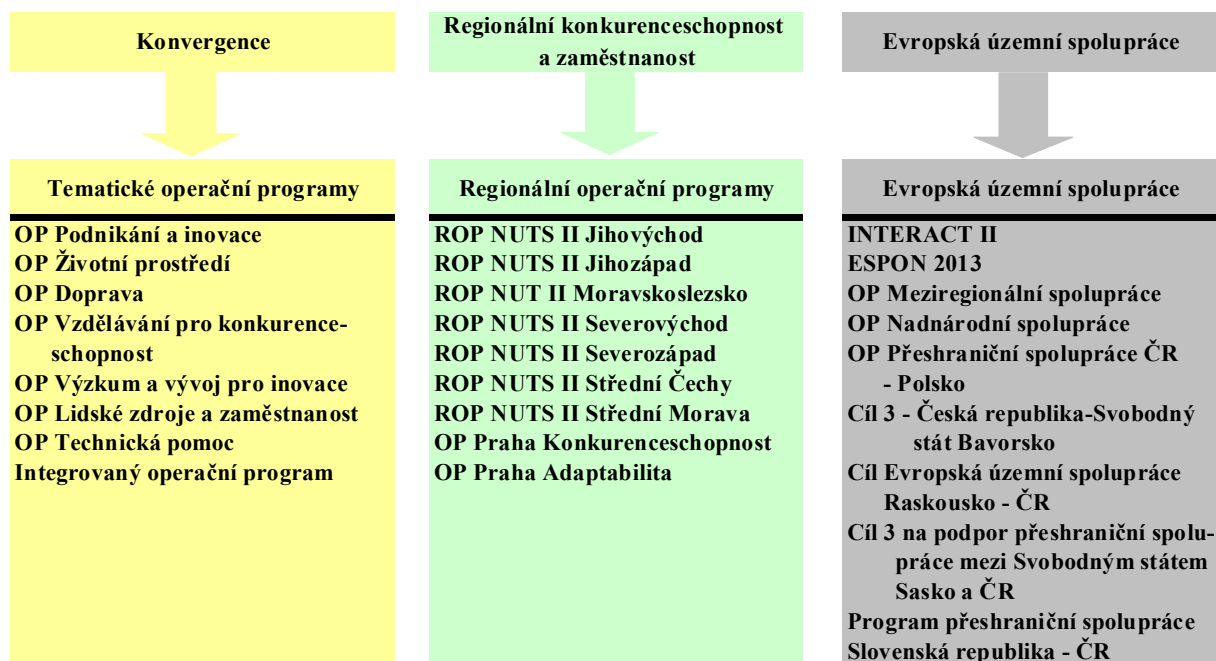 Konvergence
Tematické operační programy
OP Podnikání a inovace
OP Životní prostředí
OP Doprava
OP Vzdělávání pro konkurence-
schopnost
OP Výzkum a vývoj pro inovace
OP Lidské zdroje a zaměstnanost
OP Technická pomoc
Integrovaný operační program
Regionální konkurenceschopnost
a zaměstnanost
Regionální operační programy
ROP NUTS II Jihovýchod
ROP NUTS II Jihozápad
ROP NUT II Moravskoslezsko
ROP NUTS II Severovýchod
ROP NUTS II Severozápad
ROP NUTS II Střední Čechy
ROP NUTS II Střední Morava
OP Praha Konkurenceschopnost
OP Praha Adaptabilita
Evropská územní spolupráce
Evropská územní spolupráce
INTERACT II
ESPON 2013
OP Meziregionální spolupráce
OP Nadnárodní spolupráce
OP Přeshraniční spolupráce ČR
- Polsko
Cíl 3 - Česká republika-Svobodný
stát Bavorsko
Cíl Evropská územní spolupráce
Raskousko - ČR
Cíl 3 na podpor přeshraniční spolu-
práce mezi Svobodným státem
Sasko a ČR
Program přeshraniční spolupráce
Slovenská republika - ČR